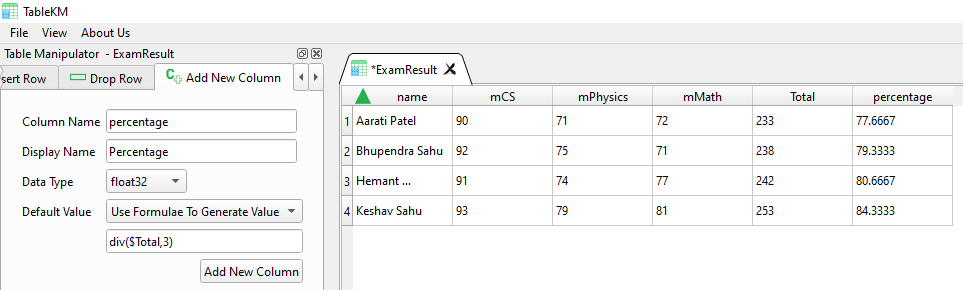 TableKM
File View About Us
Table Manipulator - ExamResult
sert Row Drop Row C+ Add New Column
Column Name percentage
Display Name Percentage
Data Type float32
Default Value Use Formulae To Generate Value
div($Total,3)
Add New Column
*ExamResult
name mCS mPhysics mMath Total percentage
1 Aarati Patel 90 71 72 233 77.6667
2 Bhupendra Sahu 92 75 71 238 79.3333
3 Hemant ... 91 74 77 242 80.6667
4 Keshav Sahu 93 79 81 253 84.3333